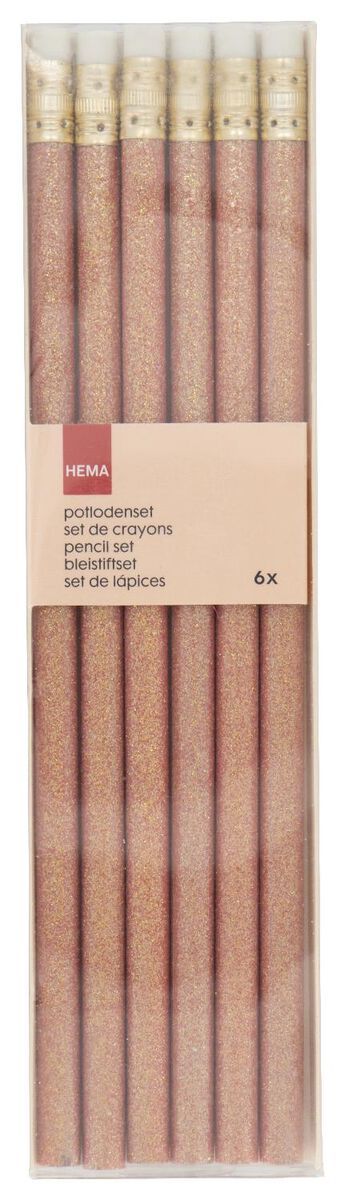 HEMA
potlodenset
set de crayons
pencil set
bleistiftset
set de lápices
6x